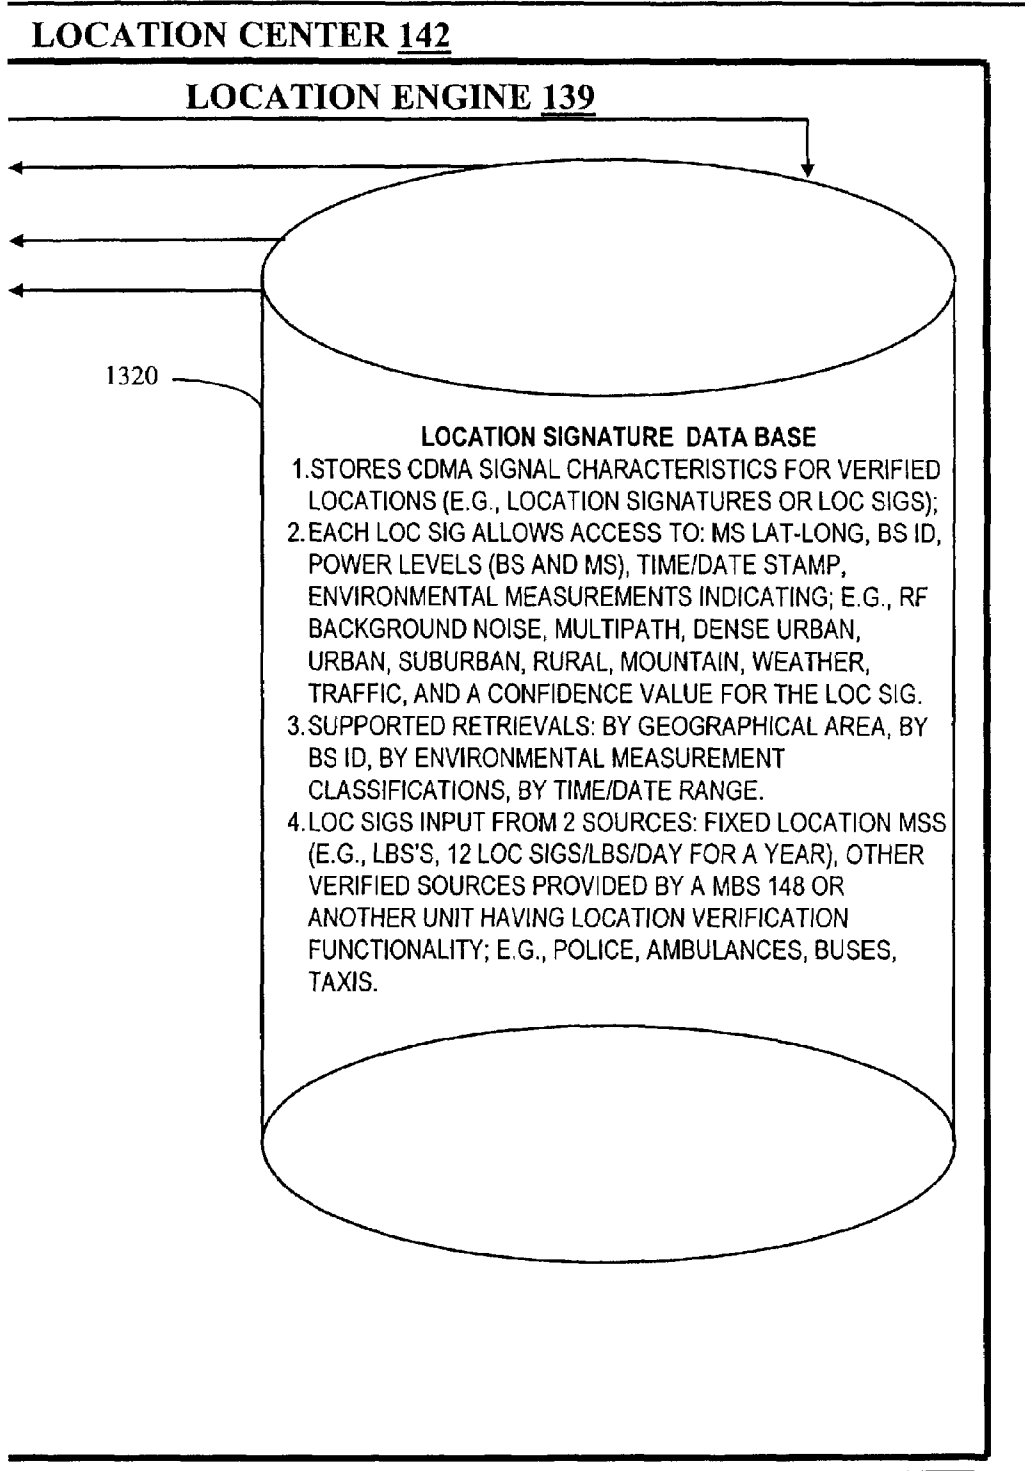 LOCATION CENTER 142
LOCATION ENGINE 139
1320
LOCATION SIGNATURE DATA BASE
1.STORES CDMA SIGNAL CHARACTERISTICS FOR VERIFIED
LOCATIONS (E.G., LOCATION SIGNATURES OR LOC SIGS);
2.EACH LOC SIG ALLOWS ACCESS TO: MS LAT-LONG, BS ID,
POWER LEVELS (BS AND MS), TIME/DATE STAMP,
ENVIRONMENTAL MEASUREMENTS INDICATING; E.G., RF
BACKGROUND NOISE, MULTIPATH, DENSE URBAN,
URBAN, SUBURBAN, RURAL, MOUNTAIN, WEATHER,
TRAFFIC, AND A CONFIDENCE VALUE FOR THE LOC SIG.
3.SUPPORTED RETRIEVALS: BY GEOGRAPHICAL AREA, BY
BS ID, BY ENVIRONMENTAL MEASUREMENT
CLASSIFICATIONS, BY TIME/DATE RANGE.
4.LOC SIGS INPUT FROM 2 SOURCES: FIXED LOCATION MSS
(E.G., LBS'S, 12 LOC SIGS/LBS/DAY FOR A YEAR), OTHER
VERIFIED SOURCES PROVIDED BY A MBS 148 OR
ANOTHER UNIT HAVING LOCATION VERIFICATION
FUNCTIONALITY; E.G., POLICE, AMBULANCES, BUSES,
TAXIS.